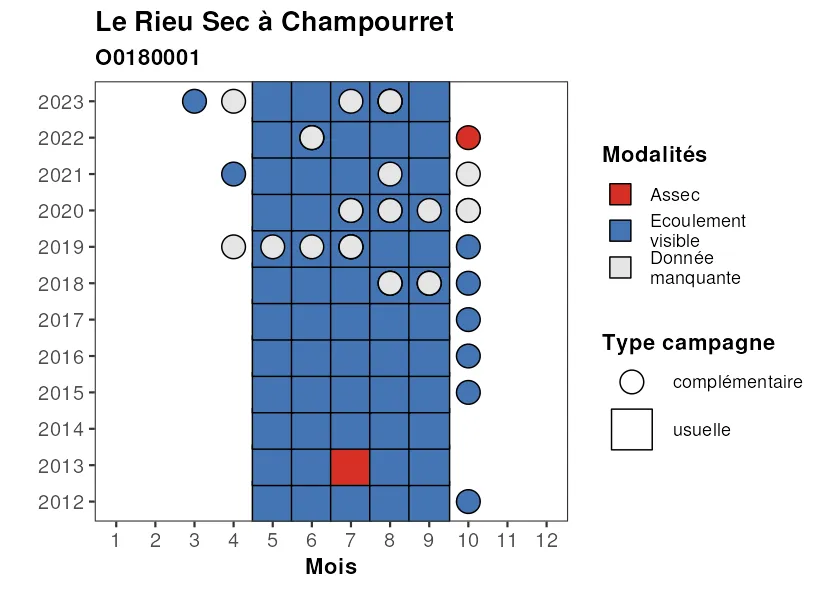 Le Rieu Sec à Champourret
O0180001
2023
2022
2021
2020
2019
2018
2017
2016
2015
2014
2013
2012
1 2 3 4 5 6 7 8 9 10 11 12
Mois
Modalités
Assec
Ecoulement
visible
Donnée
manquante
Type campagne
complémentaire
usuelle